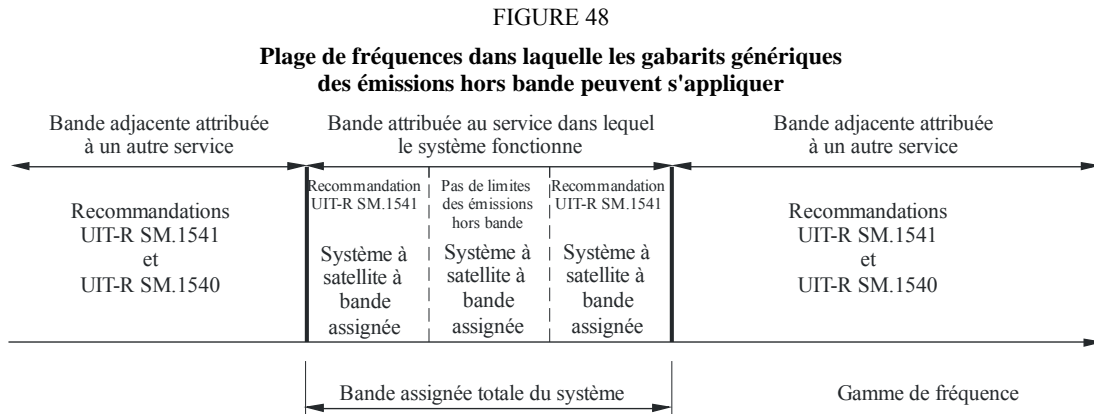 FIGURE 48
Plage de fréquences dans laquelle les gabarits génériques
des émissions hors bande peuvent s'appliquer
Bande adjacente attribuée
à un autre service
Bande attribuée au service dans lequel
le système fonctionne
Bande adjacente attribuée
à un autre service
Recommandations
UIT-R SM.1541
et
UIT-R SM.1540
Recommandation
UIT-R SM.1541
Système à
satellite à
bande
assignée
Pas de limites
des émissions
hors bande
Système à
satellite à
bande
assignée
Recommandation
UIT-R SM.1541
Système à
satellite à
bande
assignée
Recommandations
UIT-R SM.1541
et
UIT-R SM.1540
Bande assignée totale du système
Gamme de fréquence